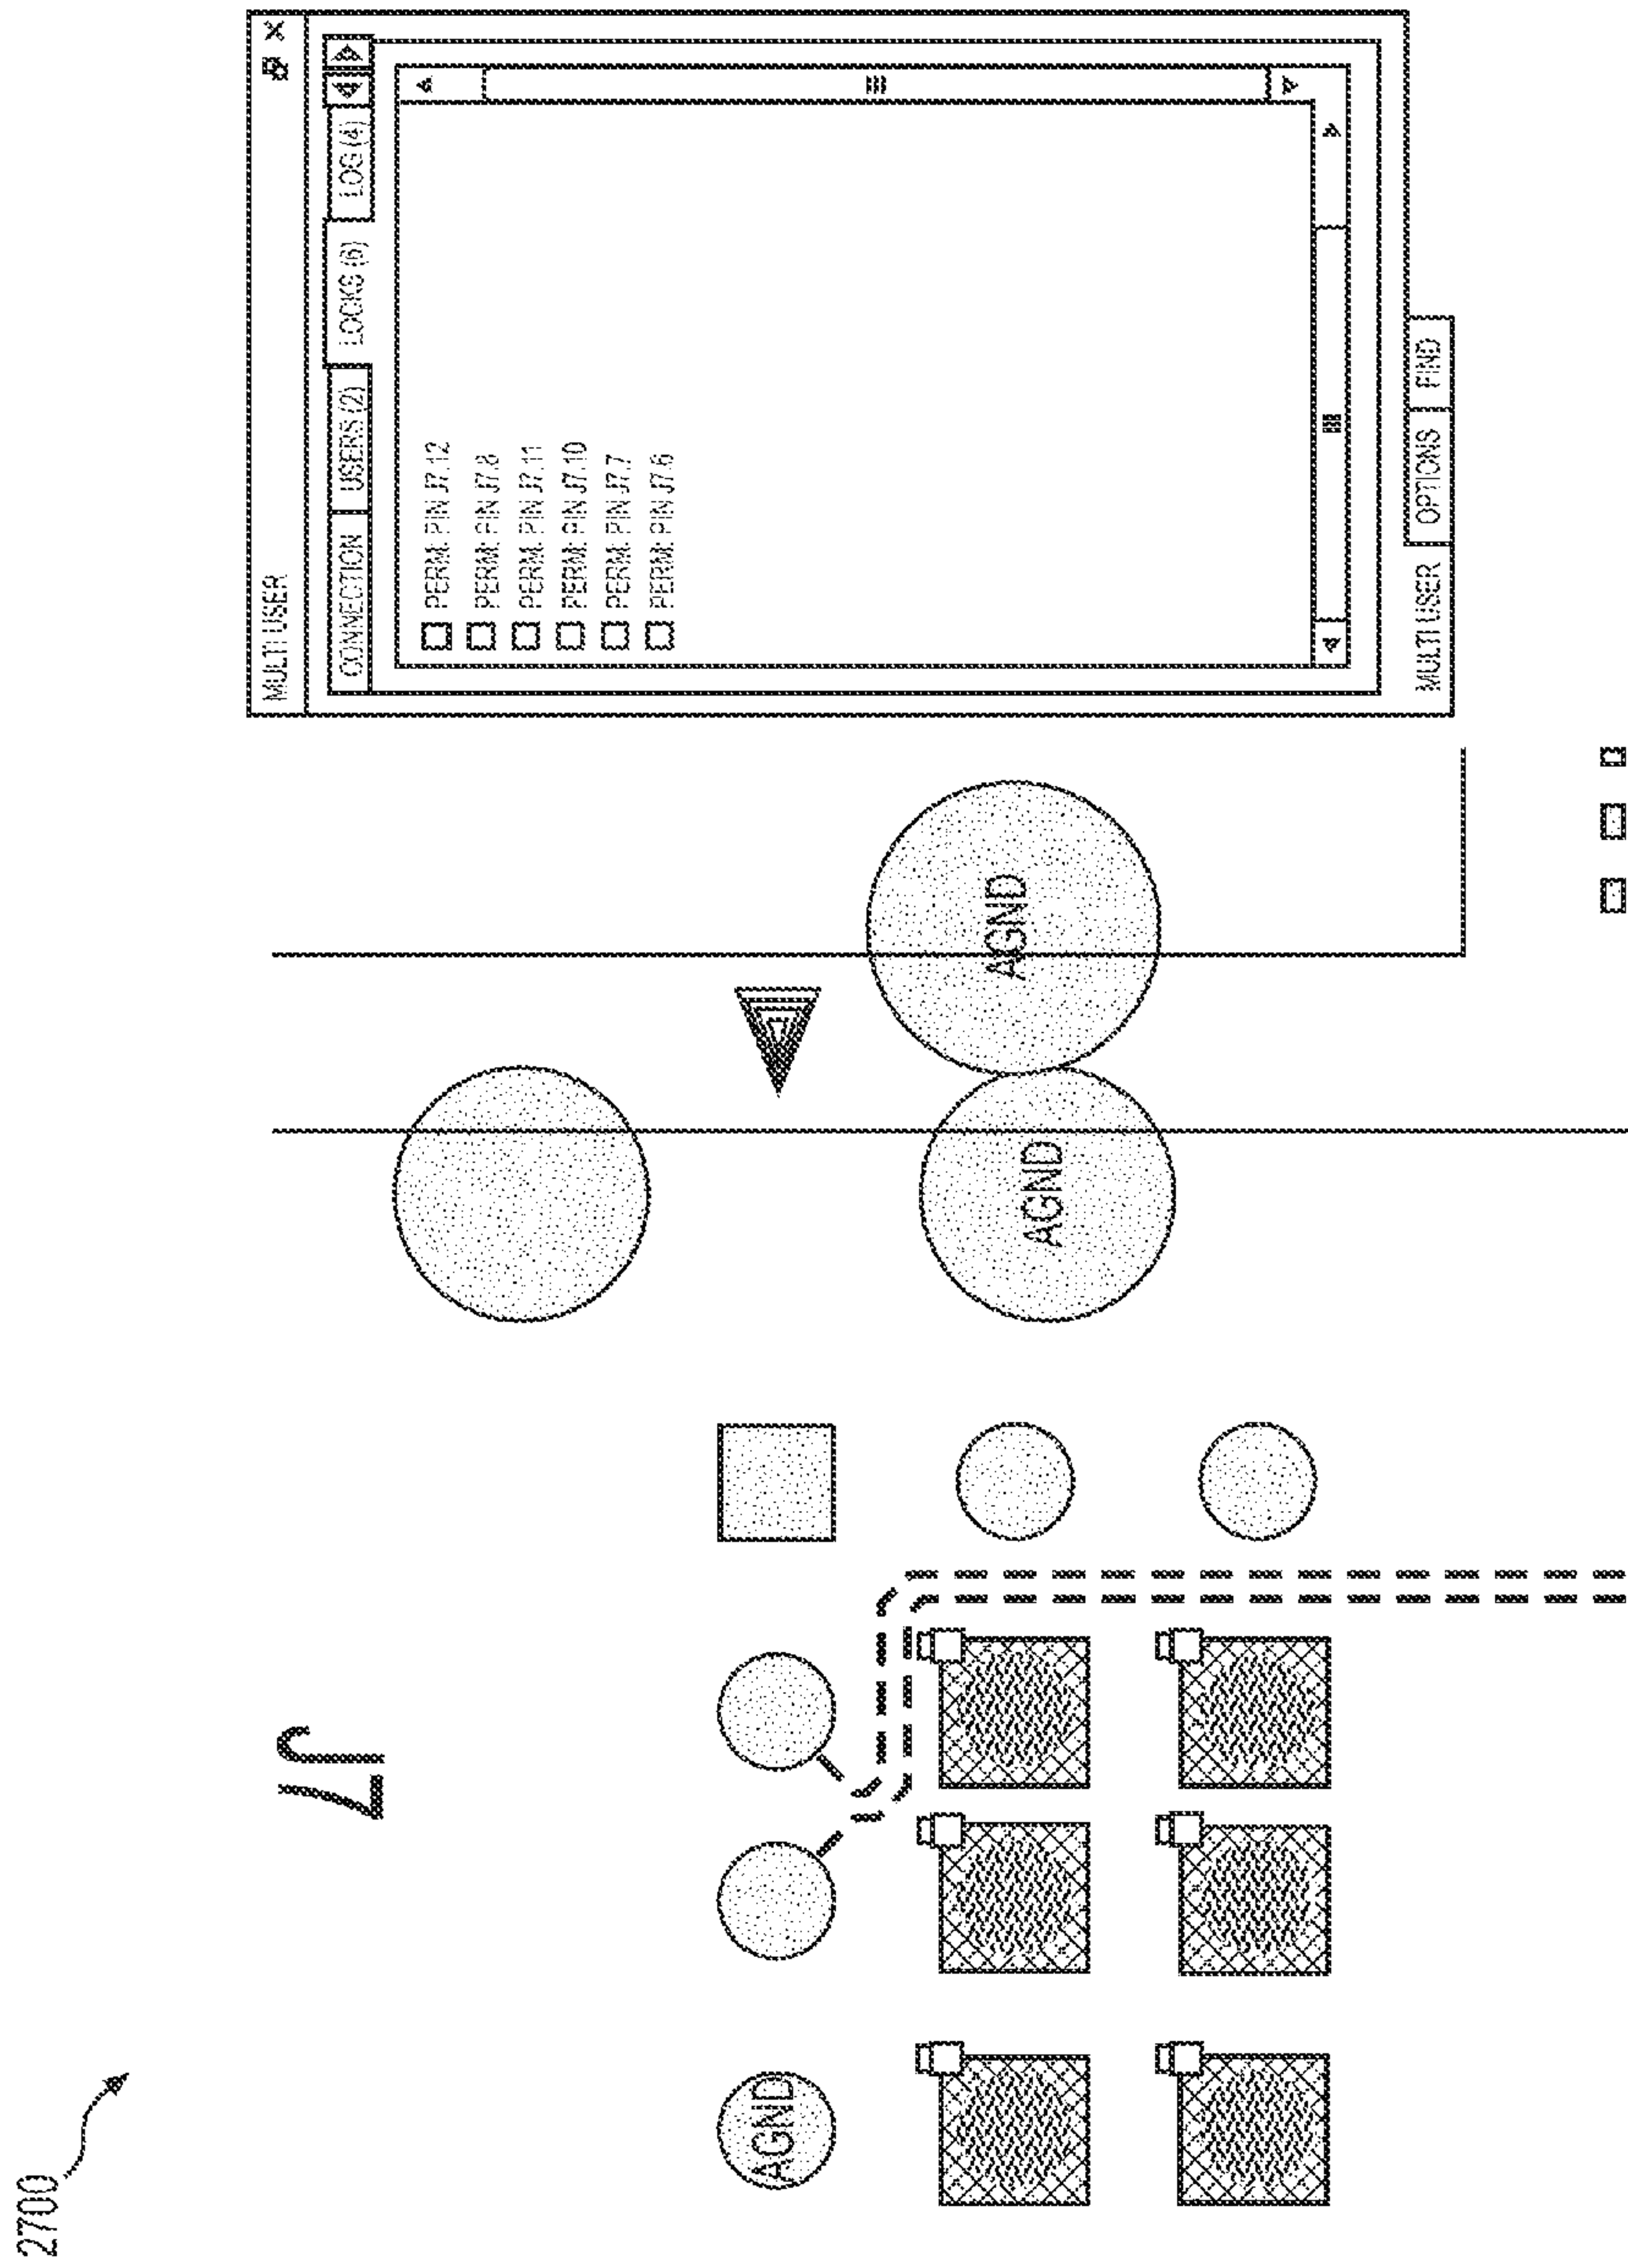 2700
J7
AGND
AGND
AGND
MULTI USER
CONNECTION
USERS (2)
LOCKS (6)
LOG (4)
PERM: PIN J7.12
PERM: PIN J7.8
PERM: PIN J7.11
PERM: PIN J7.10
PERM: PIN J7.7
PERM: PIN J7.6
MULTI USER
OPTIONS
FIND